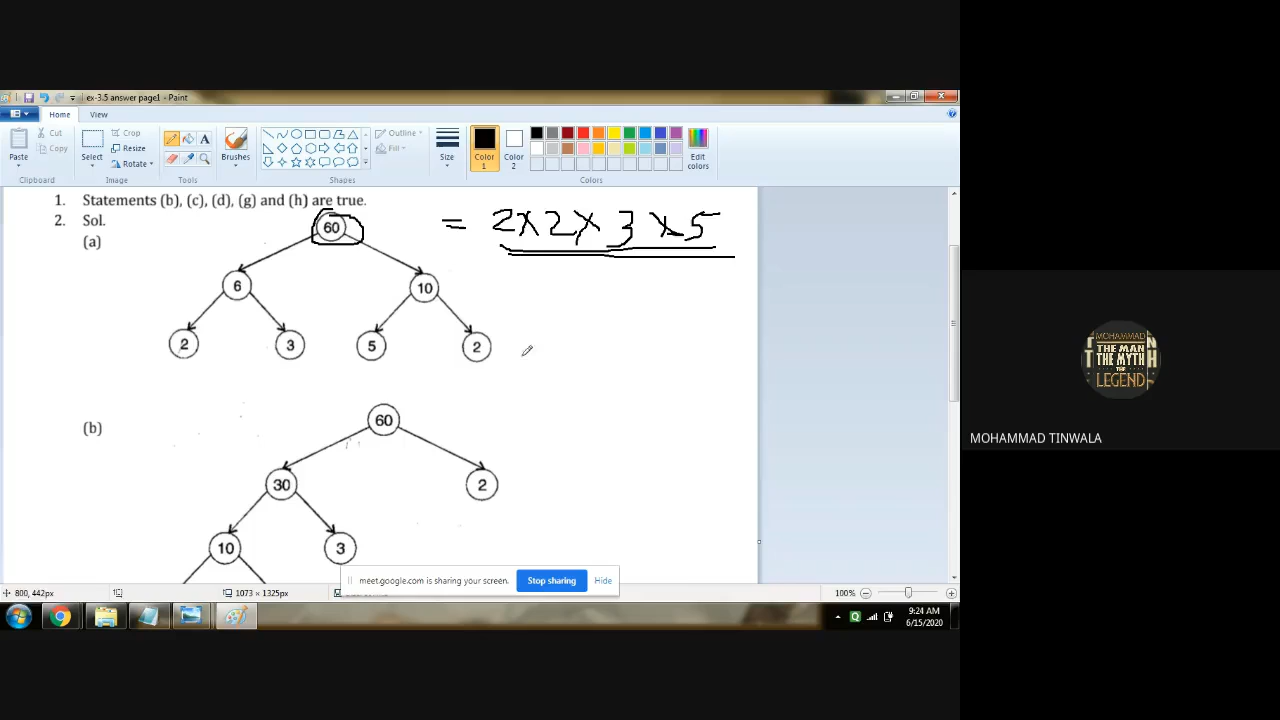 ex-3.5 answer page1 - Paint
Home View
Paste Cut Copy Select Crop Resize Rotate A Brushes Outline Fill Size Color 1 Color 2 Edit colors
Clipboard Image Tools Shapes Colors
1. Statements (b), (c), (d), (g) and (h) are true.
2. Sol.
(a)
60 = 2x2x3x5
6 10
2 3 5 2
(b)
60
30 2
10 3
meet.google.com is sharing your screen. Stop sharing Hide
800, 442px 1073 × 1325px 100%
9:24 AM
6/15/2020
MOHAMMAD
THE MAN
THE MYTH
THE
LEGEND
MOHAMMAD TINWALA